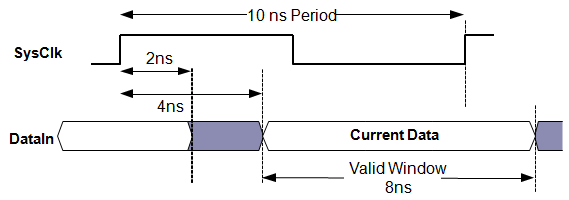 10 ns Period
SysClk
2ns
4ns
DataIn
Current Data
Valid Window
8ns